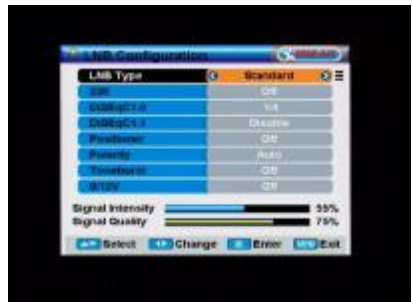 LNB Configuration
LNB Type Standard
22K Off
DiSEqC1.0 1/4
DiSEqC1.1 Disable
Positioner Off
Polarity Auto
Toneburst Off
0/12V Off
Signal Intensity 55%
Signal Quality 75%
Select Change Enter Exit